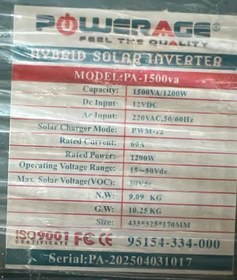 POWERAGE®
FEEL THE QUALITY
HYBRID SOLAR INVERTER
MODEL:PA-1500va
Capacity: 1500VA/1200W
Dc Input: 12VDC
Ac Input: 220VAC,50/60Hz
Solar Charger Mode:
Rated Current: 60A
Rated Power: 1200W
Operating Voltage Range: 15~80Vdc
Max. Solar Voltage(VOC):
N.W: 9.09 KG
G.W: 10.25 KG
Size:
ISO9001 FC CE 95154-334-000
CERTIFICATE
Serial:PA-202504031017